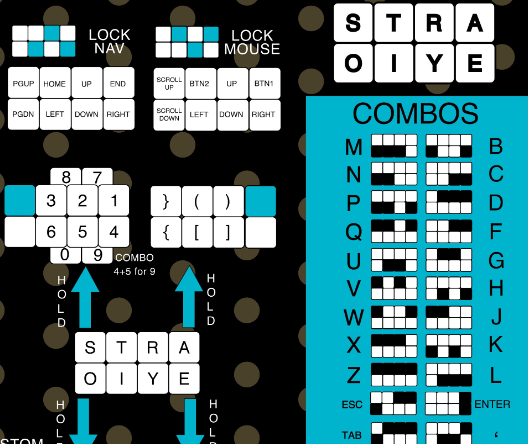 LOCK
NAV
LOCK
MOUSE
PGUP HOME UP END
PGDN LEFT DOWN RIGHT
SCROLL UP BTN2 UP BTN1
SCROLL DOWN LEFT DOWN RIGHT
8 7
3 2 1
6 5 4
0 9
COMBO
4+5 for 9
} ( )
{ [ ]
HOLD
HOLD
S T R A
O I Y E
HOLD
HOLD
STOM
S T R A
O I Y E
COMBOS
M B
N C
P D
Q F
U G
V H
W J
X K
Z L
ESC ENTER
TAB ‘